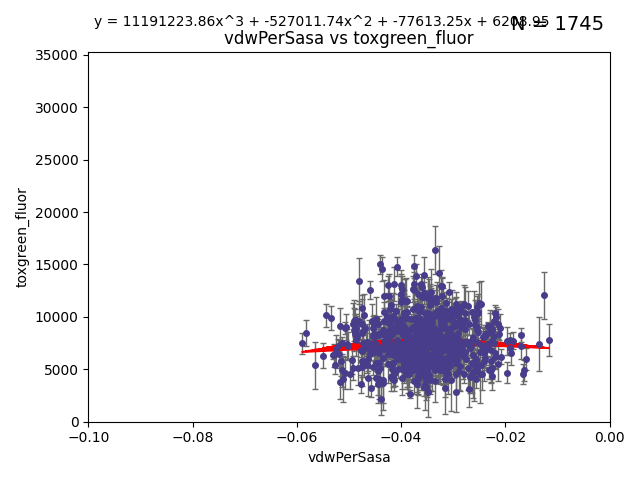 y = 11191223.86x^3 + -527011.74x^2 + -77613.25x + 6208.95
N = 1745
vdwPerSasa vs toxgreen_fluor
35000
30000
25000
20000
15000
10000
5000
0
toxgreen_fluor
−0.10
−0.08
−0.06
−0.04
−0.02
0.00
vdwPerSasa